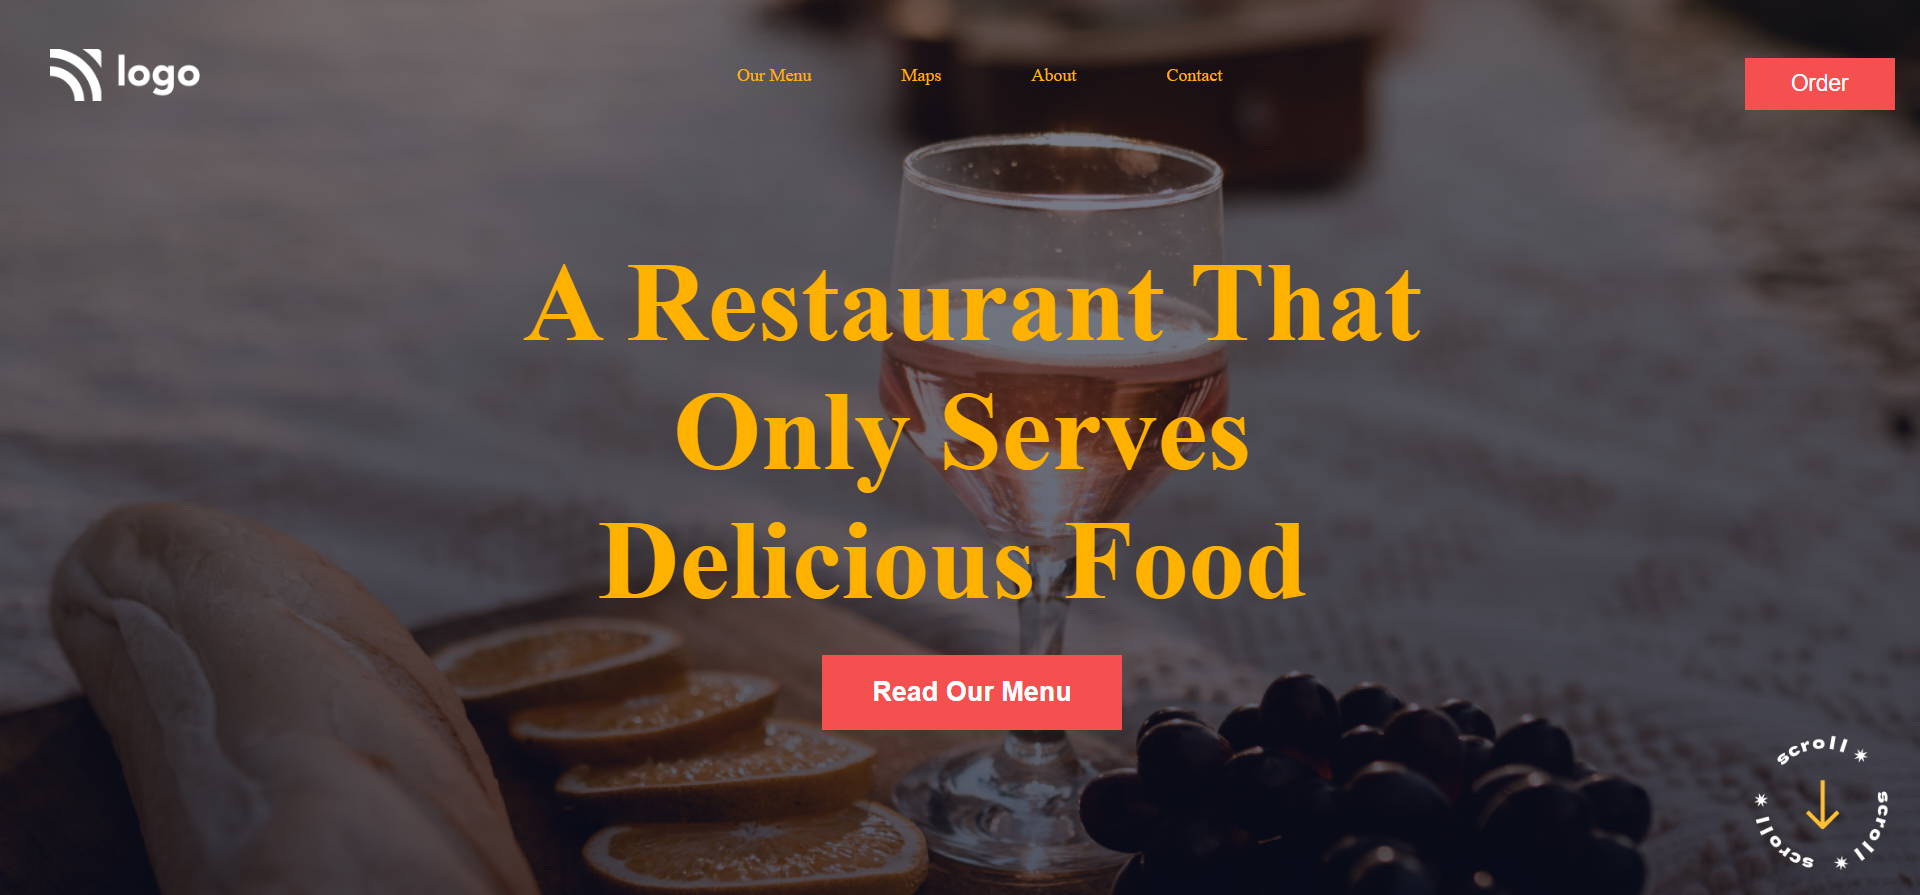 logo
Our Menu
Maps
About
Contact
Order
A Restaurant That
Only Serves
Delicious Food
Read Our Menu
scroll
scroll
scroll